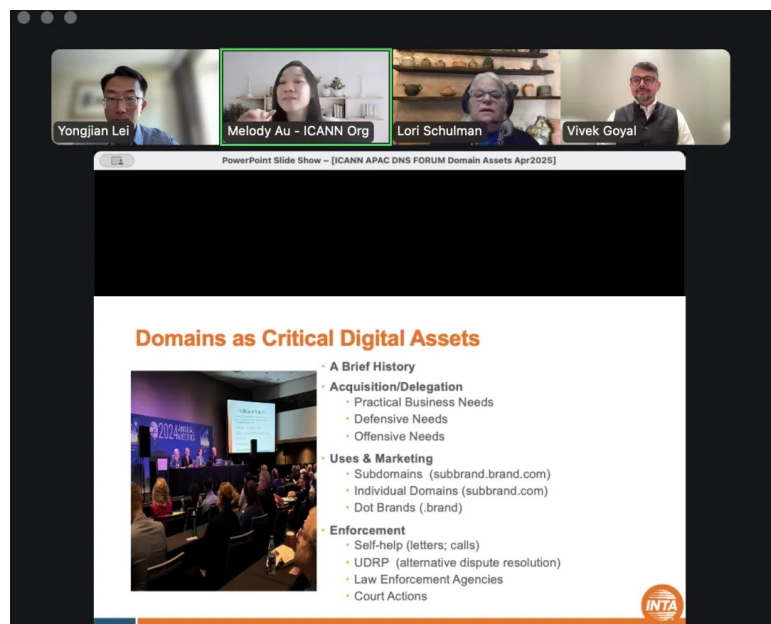 Yongjian Lei
Melody Au - ICANN Org
Lori Schulman
Vivek Goyal
PowerPoint Slide Show – [ICANN APAC DNS FORUM Domain Assets Apr2025]
Domains as Critical Digital Assets
• A Brief History
• Acquisition/Delegation
• Practical Business Needs
• Defensive Needs
• Offensive Needs
• Uses & Marketing
• Subdomains (subbrand.brand.com)
• Individual Domains (subbrand.com)
• Dot Brands (.brand)
• Enforcement
• Self-help (letters; calls)
• UDRP (alternative dispute resolution)
• Law Enforcement Agencies
• Court Actions
2024 ANNUAL
MEETING
INTA